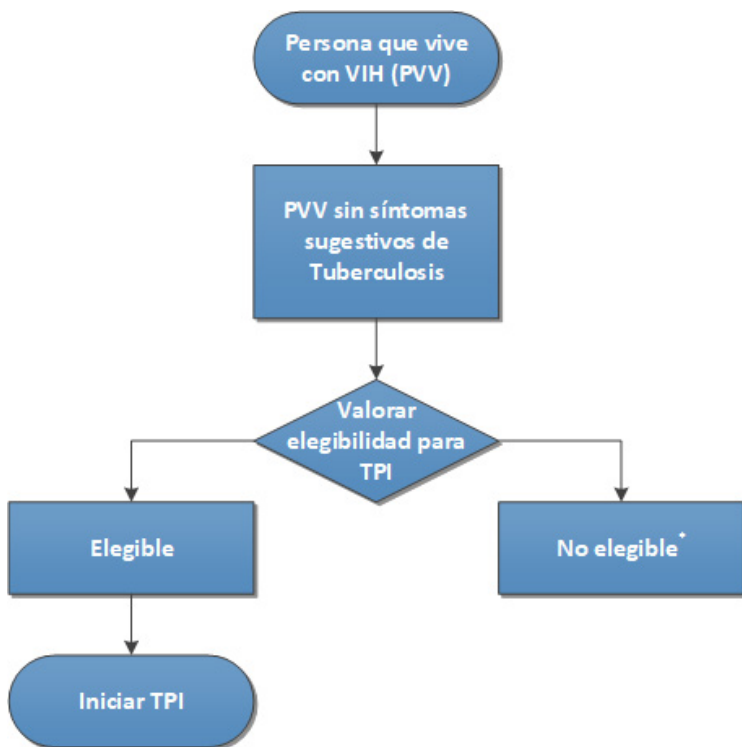 Persona que vive
con VIH (PVV)
PVV sin síntomas
sugestivos de
Tuberculosis
Valorar
elegibilidad para
TPI
Elegible
No elegible*
Iniciar TPI